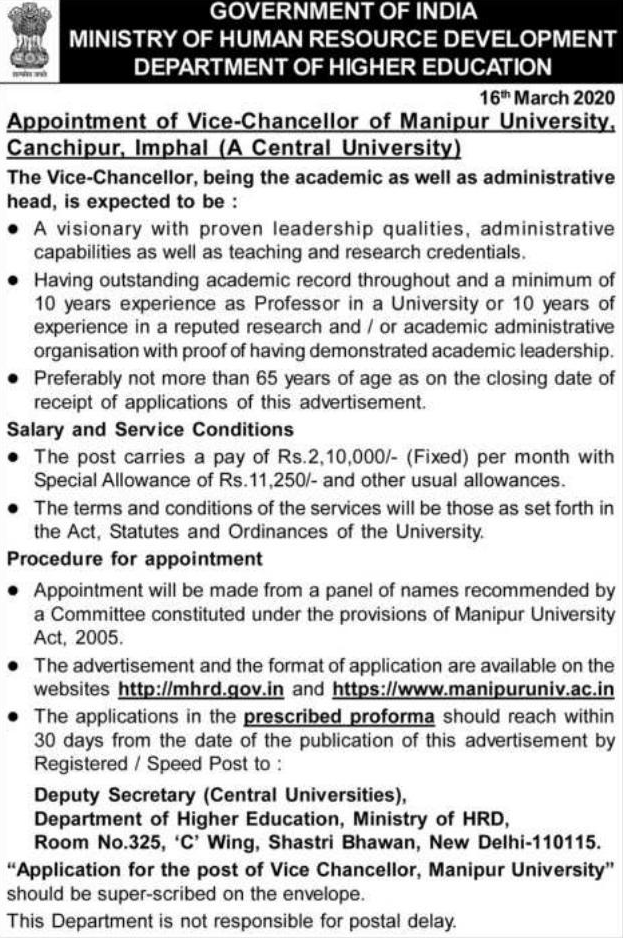 GOVERNMENT OF INDIA
MINISTRY OF HUMAN RESOURCE DEVELOPMENT
DEPARTMENT OF HIGHER EDUCATION
सत्यमेव जयते
16th March 2020
Appointment of Vice-Chancellor of Manipur University,
Canchipur, Imphal (A Central University)
The Vice-Chancellor, being the academic as well as administrative
head, is expected to be :
● A visionary with proven leadership qualities, administrative
capabilities as well as teaching and research credentials.
● Having outstanding academic record throughout and a minimum of
10 years experience as Professor in a University or 10 years of
experience in a reputed research and / or academic administrative
organisation with proof of having demonstrated academic leadership.
● Preferably not more than 65 years of age as on the closing date of
receipt of applications of this advertisement.
Salary and Service Conditions
● The post carries a pay of Rs.2,10,000/- (Fixed) per month with
Special Allowance of Rs.11,250/- and other usual allowances.
● The terms and conditions of the services will be those as set forth in
the Act, Statutes and Ordinances of the University.
Procedure for appointment
● Appointment will be made from a panel of names recommended by
a Committee constituted under the provisions of Manipur University
Act, 2005.
● The advertisement and the format of application are available on the
websites http://mhrd.gov.in and https://www.manipuruniv.ac.in
● The applications in the prescribed proforma should reach within
30 days from the date of the publication of this advertisement by
Registered / Speed Post to :
Deputy Secretary (Central Universities),
Department of Higher Education, Ministry of HRD,
Room No.325, ‘C’ Wing, Shastri Bhawan, New Delhi-110115.
“Application for the post of Vice Chancellor, Manipur University”
should be super-scribed on the envelope.
This Department is not responsible for postal delay.